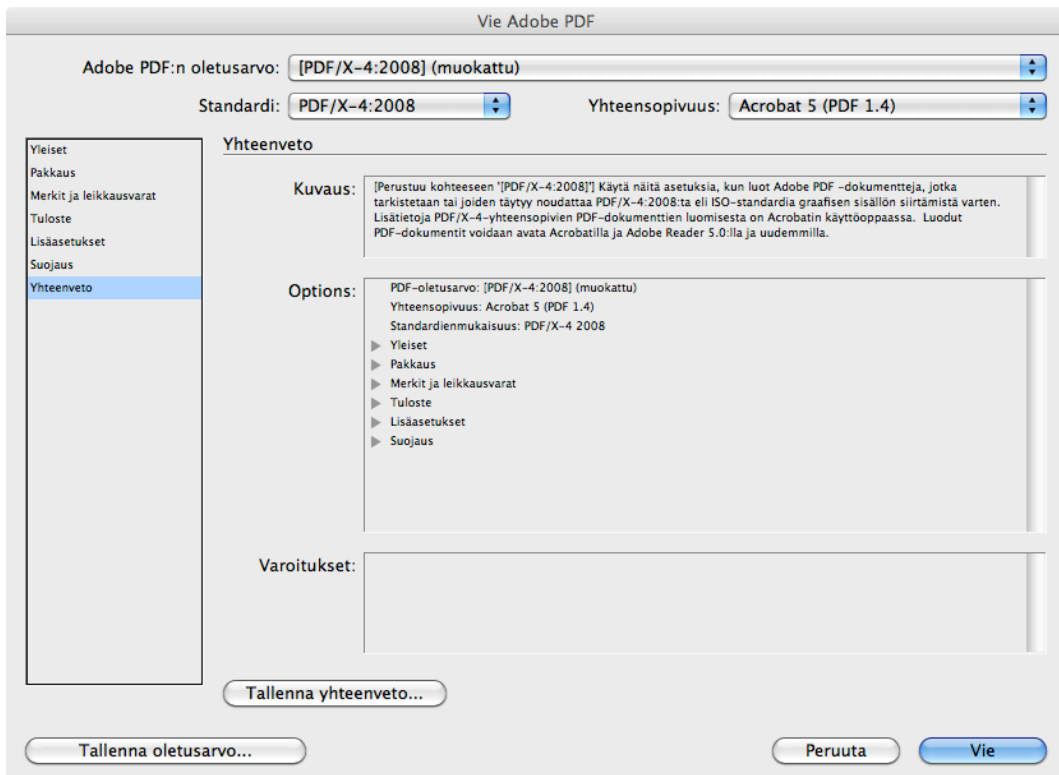 Vie Adobe PDF
Adobe PDF:n oletusarvo: [PDF/X-4:2008] (muokattu)
Standardi: PDF/X-4:2008 Yhteensopivuus: Acrobat 5 (PDF 1.4)
Yleiset
Pakkaus
Merkit ja leikkausvarat
Tuloste
Lisäasetukset
Suojaus
Yhteenveto
Yhteenveto
Kuvaus: [Perustuu kohteeseen '[PDF/X-4:2008]'] Käytä näitä asetuksia, kun luot Adobe PDF -dokumentteja, jotka
tarkistetaan tai joiden täytyy noudattaa PDF/X-4:2008:ta eli ISO-standardia graafisen sisällön siirtämistä varten.
Lisätietoja PDF/X-4-yhteensopivien PDF-dokumenttien luomisesta on Acrobatin käyttöoppaassa. Luodut
PDF-dokumentit voidaan avata Acrobatilla ja Adobe Reader 5.0:lla ja uudemmilla.
Options: PDF-oletusarvo: [PDF/X-4:2008] (muokattu)
Yhteensopivuus: Acrobat 5 (PDF 1.4)
Standardienmukaisuus: PDF/X-4 2008
Yleiset
Pakkaus
Merkit ja leikkausvarat
Tuloste
Lisäasetukset
Suojaus
Varoitukset:
Tallenna yhteenveto...
Tallenna oletusarvo... Peruuta Vie